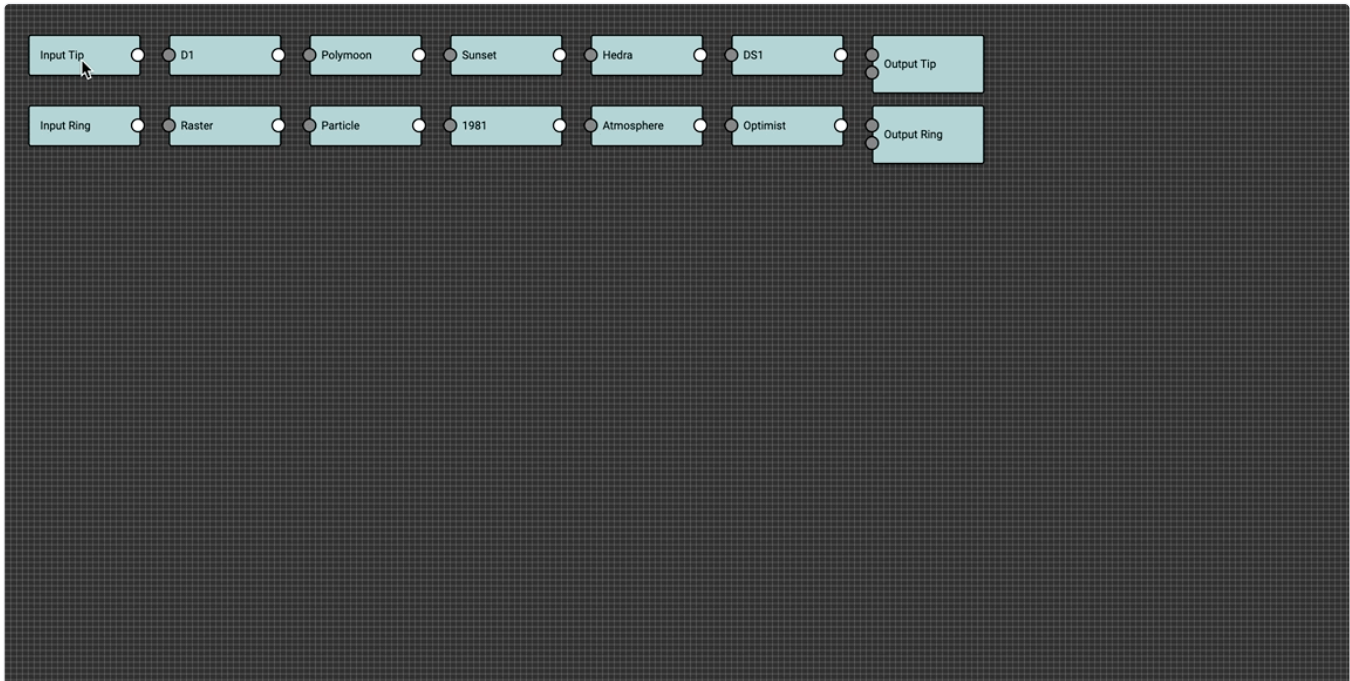 Input Tip D1 Polymoon Sunset Hedra DS1 Output Tip
Input Ring Raster Particle 1981 Atmosphere Optimist Output Ring